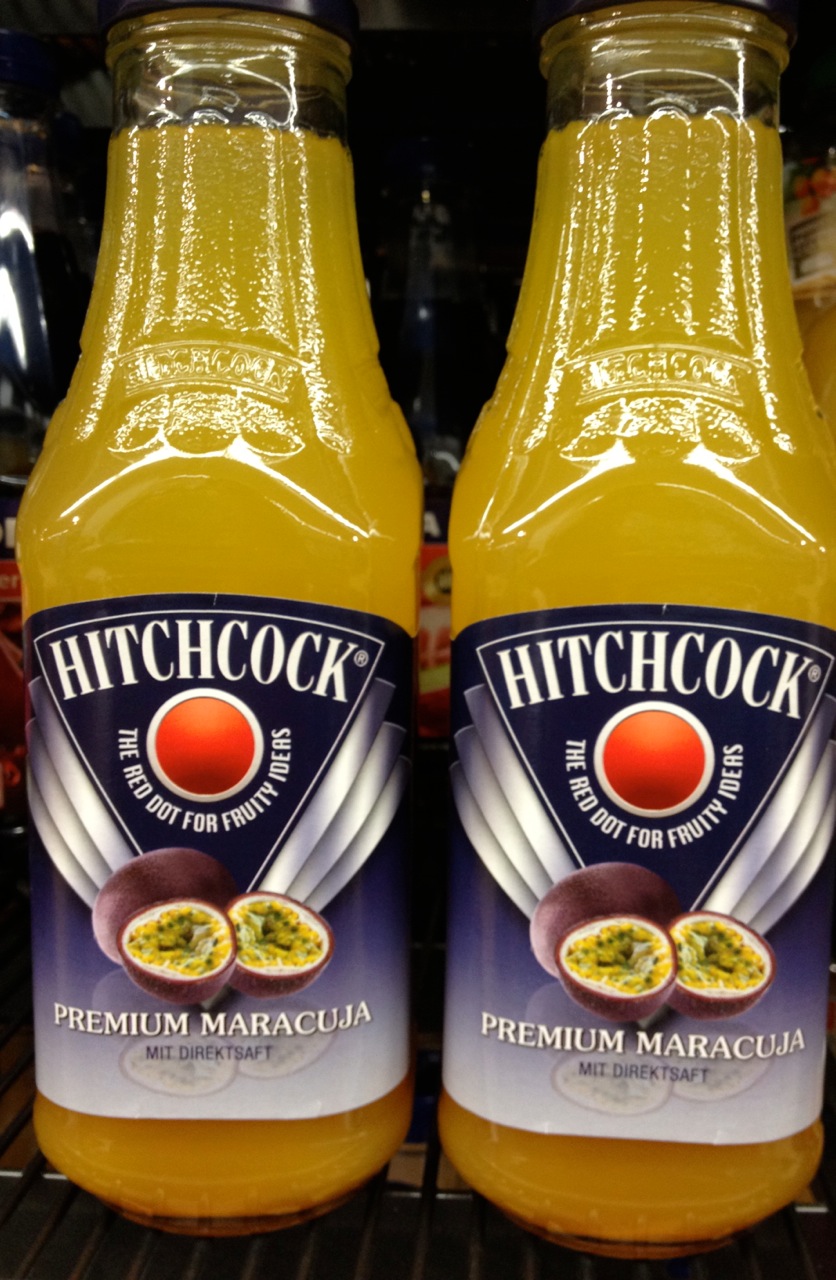 HITCHCOCK
HITCHCOCK®
THE RED DOT FOR FRUITY IDEAS
PREMIUM MARACUJA
MIT DIREKTSAFT
HITCHCOCK
HITCHCOCK®
THE RED DOT FOR FRUITY IDEAS
PREMIUM MARACUJA
MIT DIREKTSAFT